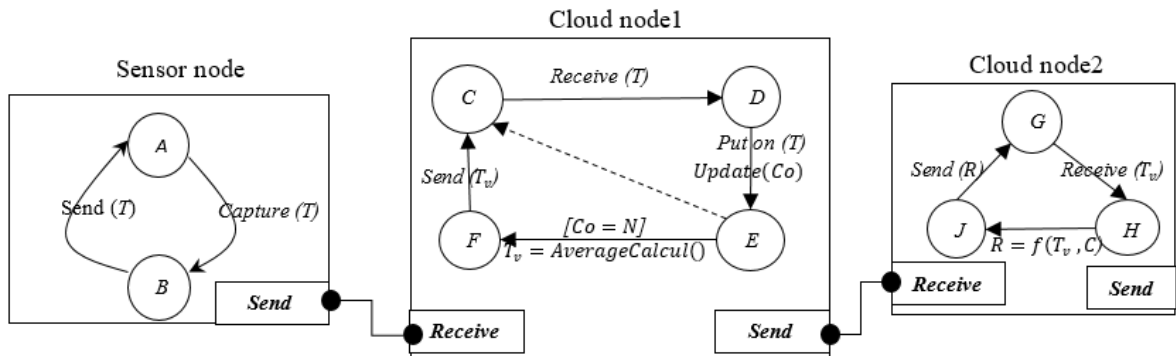 Sensor node
A
Send (T)
Capture (T)
B
Send
Cloud node1
C
Receive (T)
D
Put on (T)
Update(Co)
Send (Tᵥ)
[Co = N]
F
E
Tᵥ = AverageCalcul()
Receive
Send
Cloud node2
G
Send (R)
Receive (Tᵥ)
J
H
R = f(Tᵥ , C)
Receive
Send